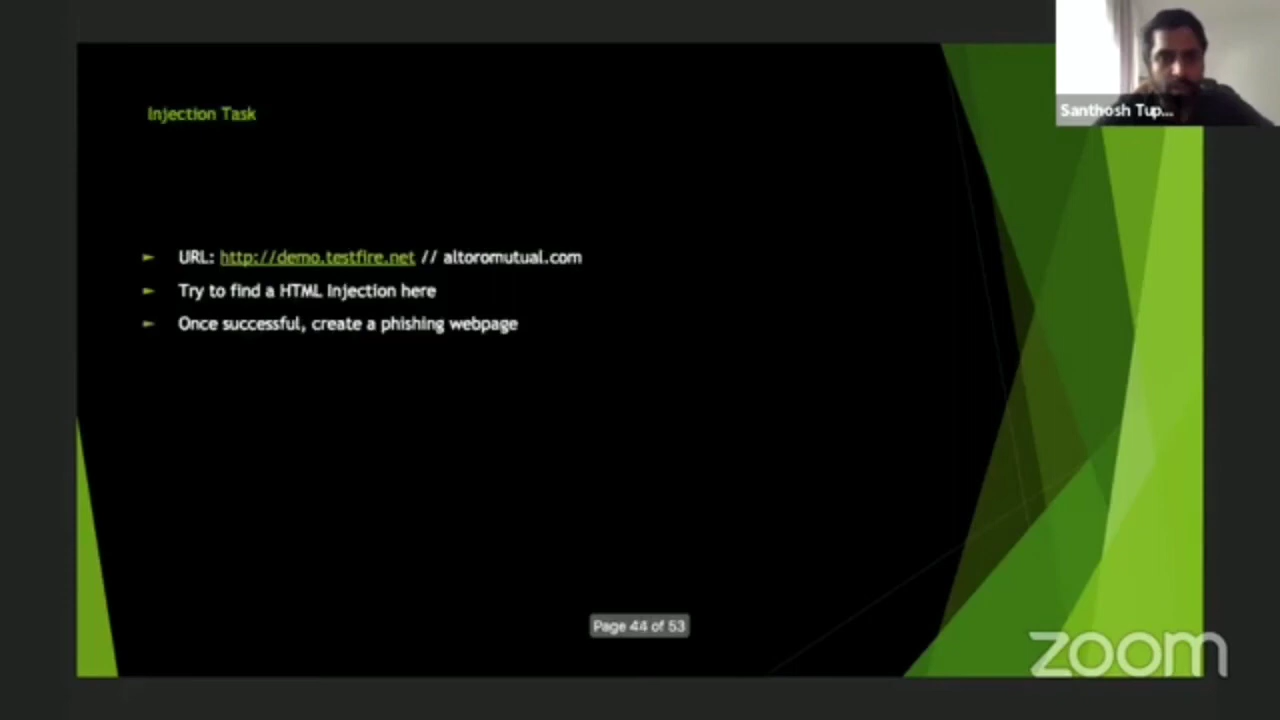 Santhosh Tup...
Injection Task
► URL: http://demo.testfire.net // altoromutual.com
► Try to find a HTML Injection here
► Once successful, create a phishing webpage
Page 44 of 53
zoom